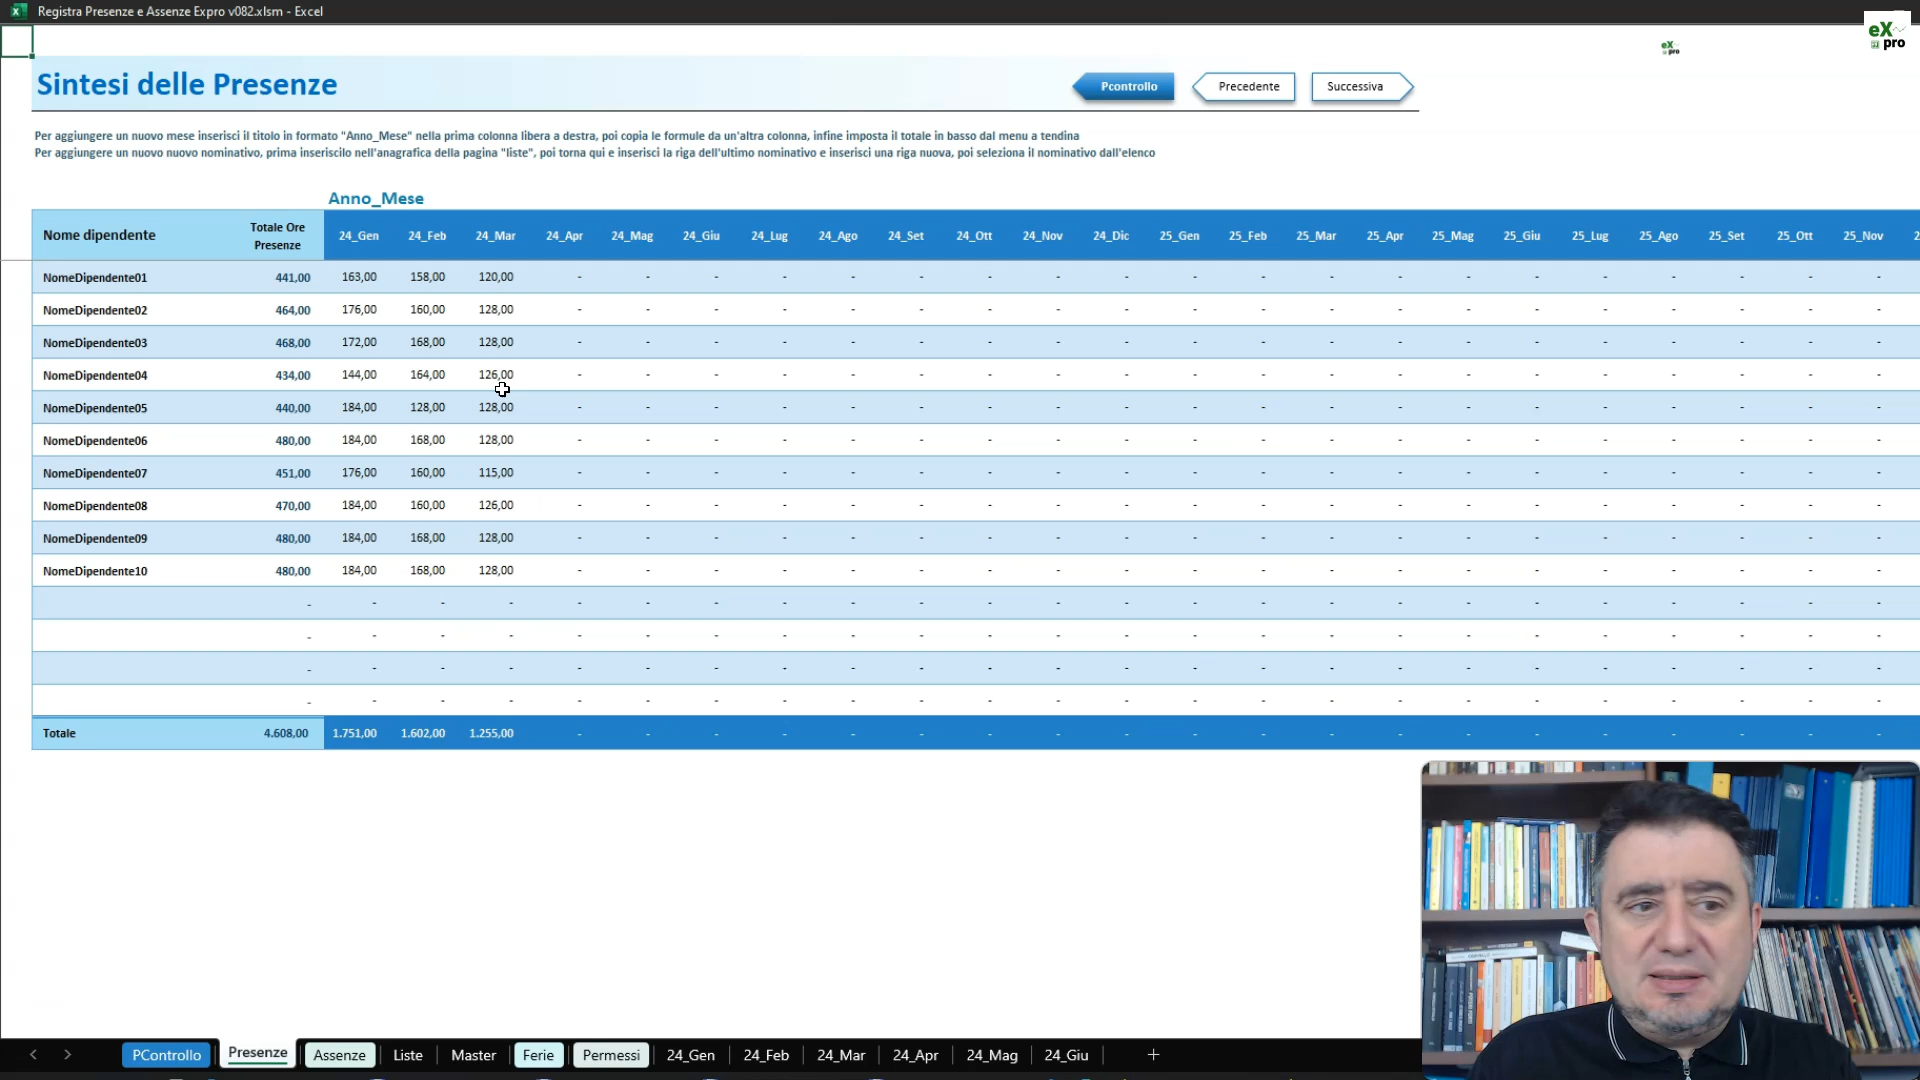 Registra Presenze e Assenze Expro v082.xlsm - Excel
eX pro
eX pro
Sintesi delle Presenze
Pcontrollo Precedente Successiva
Per aggiungere un nuovo mese inserisci il titolo in formato "Anno_Mese" nella prima colonna libera a destra, poi copia le formule da un'altra colonna, infine imposta il totale in basso dal menu a tendina
Per aggiungere un nuovo nuovo nominativo, prima inseriscilo nell'anagrafica della pagina "liste", poi torna qui e inserisci la riga dell'ultimo nominativo e inserisci una riga nuova, poi seleziona il nominativo dall'elenco
Anno_Mese
Nome dipendente Totale Ore Presenze 24_Gen 24_Feb 24_Mar 24_Apr 24_Mag 24_Giu 24_Lug 24_Ago 24_Set 24_Ott 24_Nov 24_Dic 25_Gen 25_Feb 25_Mar 25_Apr 25_Mag 25_Giu 25_Lug 25_Ago 25_Set 25_Ott 25_Nov 2
NomeDipendente01 441,00 163,00 158,00 120,00 - - - - - - - - - - - - - - - - - - - -
NomeDipendente02 464,00 176,00 160,00 128,00 - - - - - - - - - - - - - - - - - - - -
NomeDipendente03 468,00 172,00 168,00 128,00 - - - - - - - - - - - - - - - - - - - -
NomeDipendente04 434,00 144,00 164,00 126,00 - - - - - - - - - - - - - - - - - - - -
NomeDipendente05 440,00 184,00 128,00 128,00 - - - - - - - - - - - - - - - - - - - -
NomeDipendente06 480,00 184,00 168,00 128,00 - - - - - - - - - - - - - - - - - - - -
NomeDipendente07 451,00 176,00 160,00 115,00 - - - - - - - - - - - - - - - - - - - -
NomeDipendente08 470,00 184,00 160,00 126,00 - - - - - - - - - - - - - - - - - - - -
NomeDipendente09 480,00 184,00 168,00 128,00 - - - - - - - - - - - - - - - - - - - -
NomeDipendente10 480,00 184,00 168,00 128,00 - - - - - - - - - - - - - - - - - - - -
- - - - - - - - - - - - - - - - - - - - - - - -
- - - - - - - - - - - - - - - - - - - - - - - -
- - - - - - - - - - - - - - - - - - - - - - - -
- - - - - - - - - - - - - - - - - - - - - - - -
Totale 4.608,00 1.751,00 1.602,00 1.255,00 - - - - - - - - - - - - - - - - - - - -
PControllo Presenze Assenze Liste Master Ferie Permessi 24_Gen 24_Feb 24_Mar 24_Apr 24_Mag 24_Giu